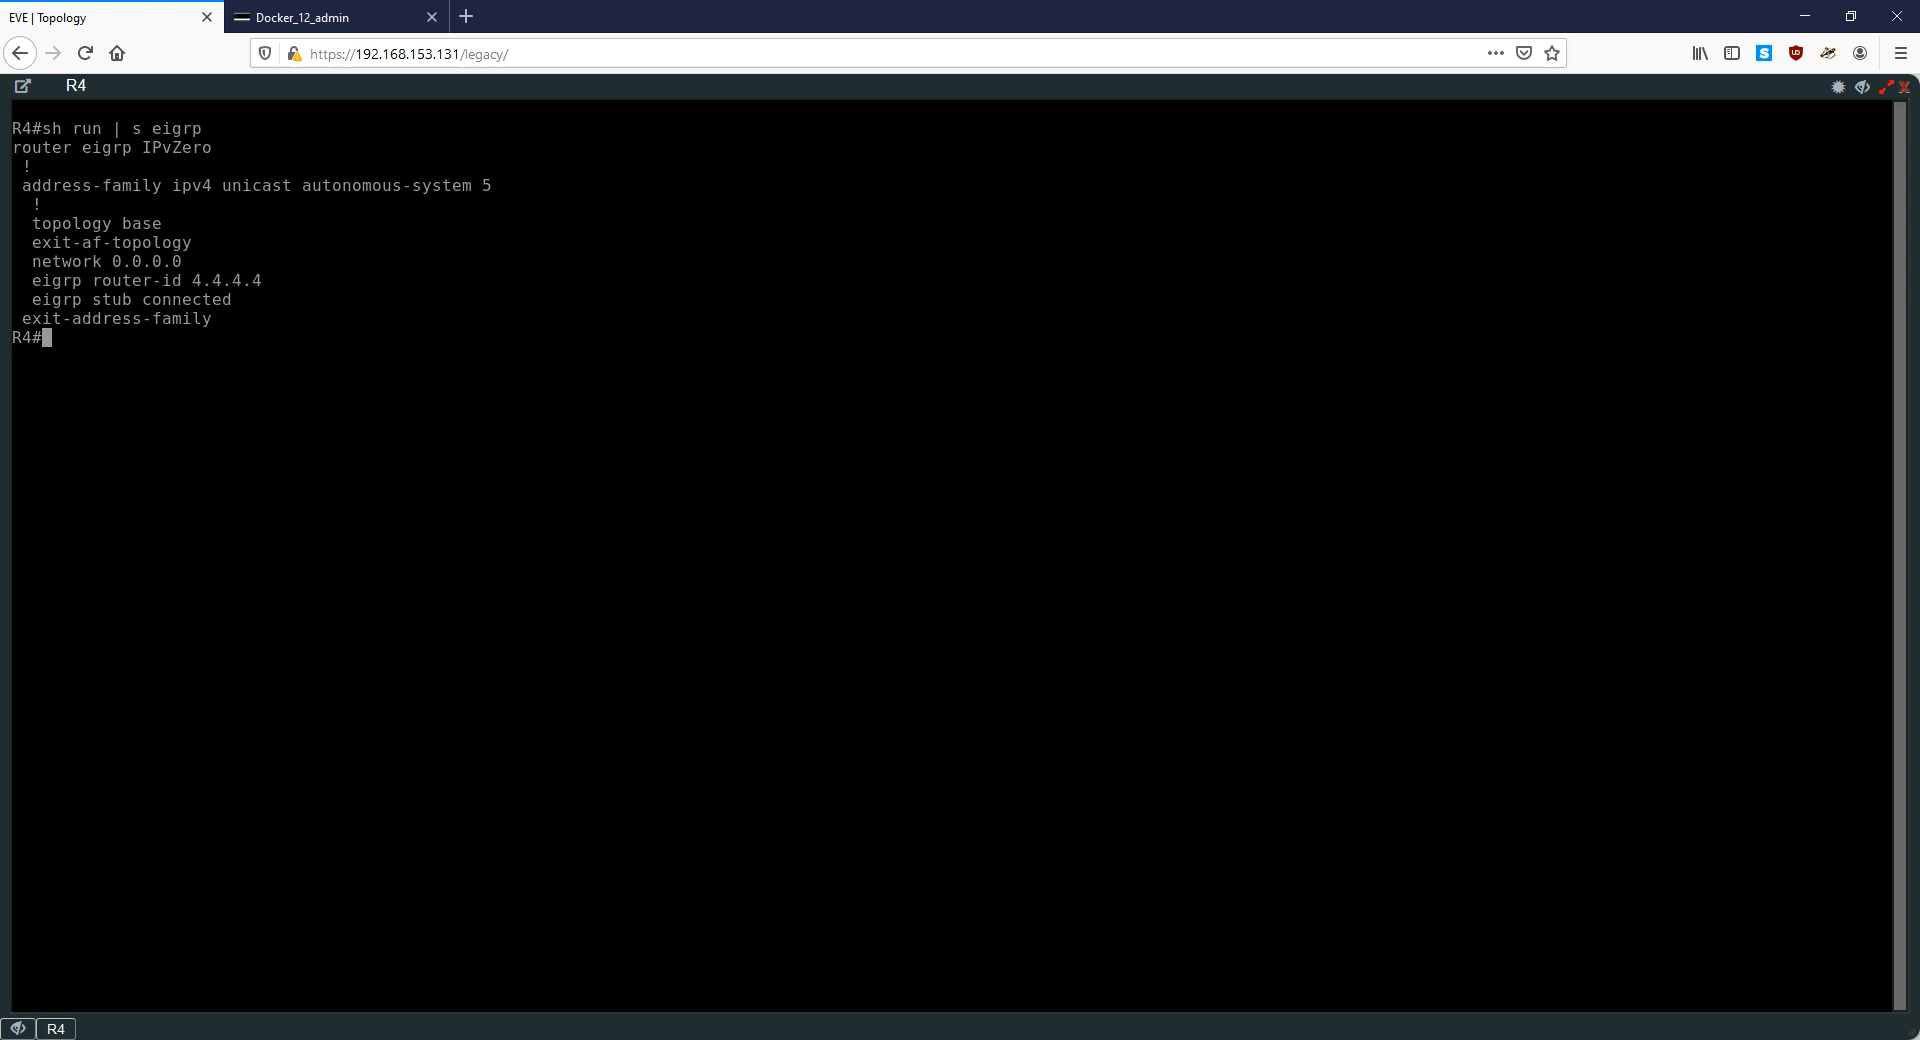 EVE | Topology
Docker_12_admin
https://192.168.153.131/legacy/
R4
R4#sh run | s eigrp
router eigrp IPvZero
 !
 address-family ipv4 unicast autonomous-system 5
  !
  topology base
  exit-af-topology
  network 0.0.0.0
  eigrp router-id 4.4.4.4
  eigrp stub connected
 exit-address-family
R4#
R4